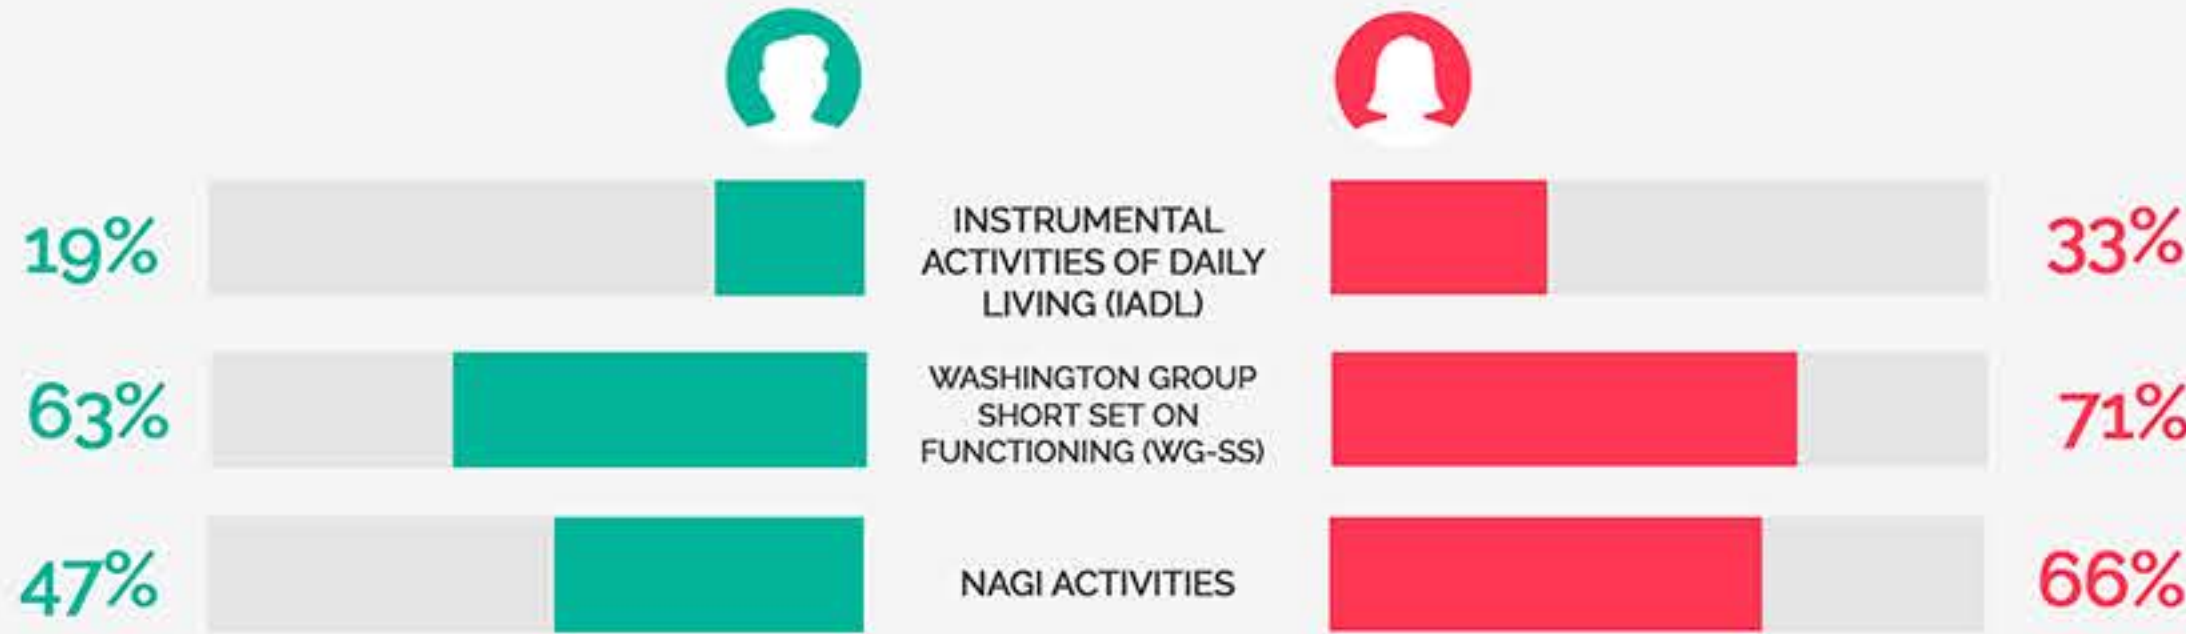 19%
INSTRUMENTAL
ACTIVITIES OF DAILY
LIVING (IADL)
33%
63%
WASHINGTON GROUP
SHORT SET ON
FUNCTIONING (WG-SS)
71%
47%
NAGI ACTIVITIES
66%